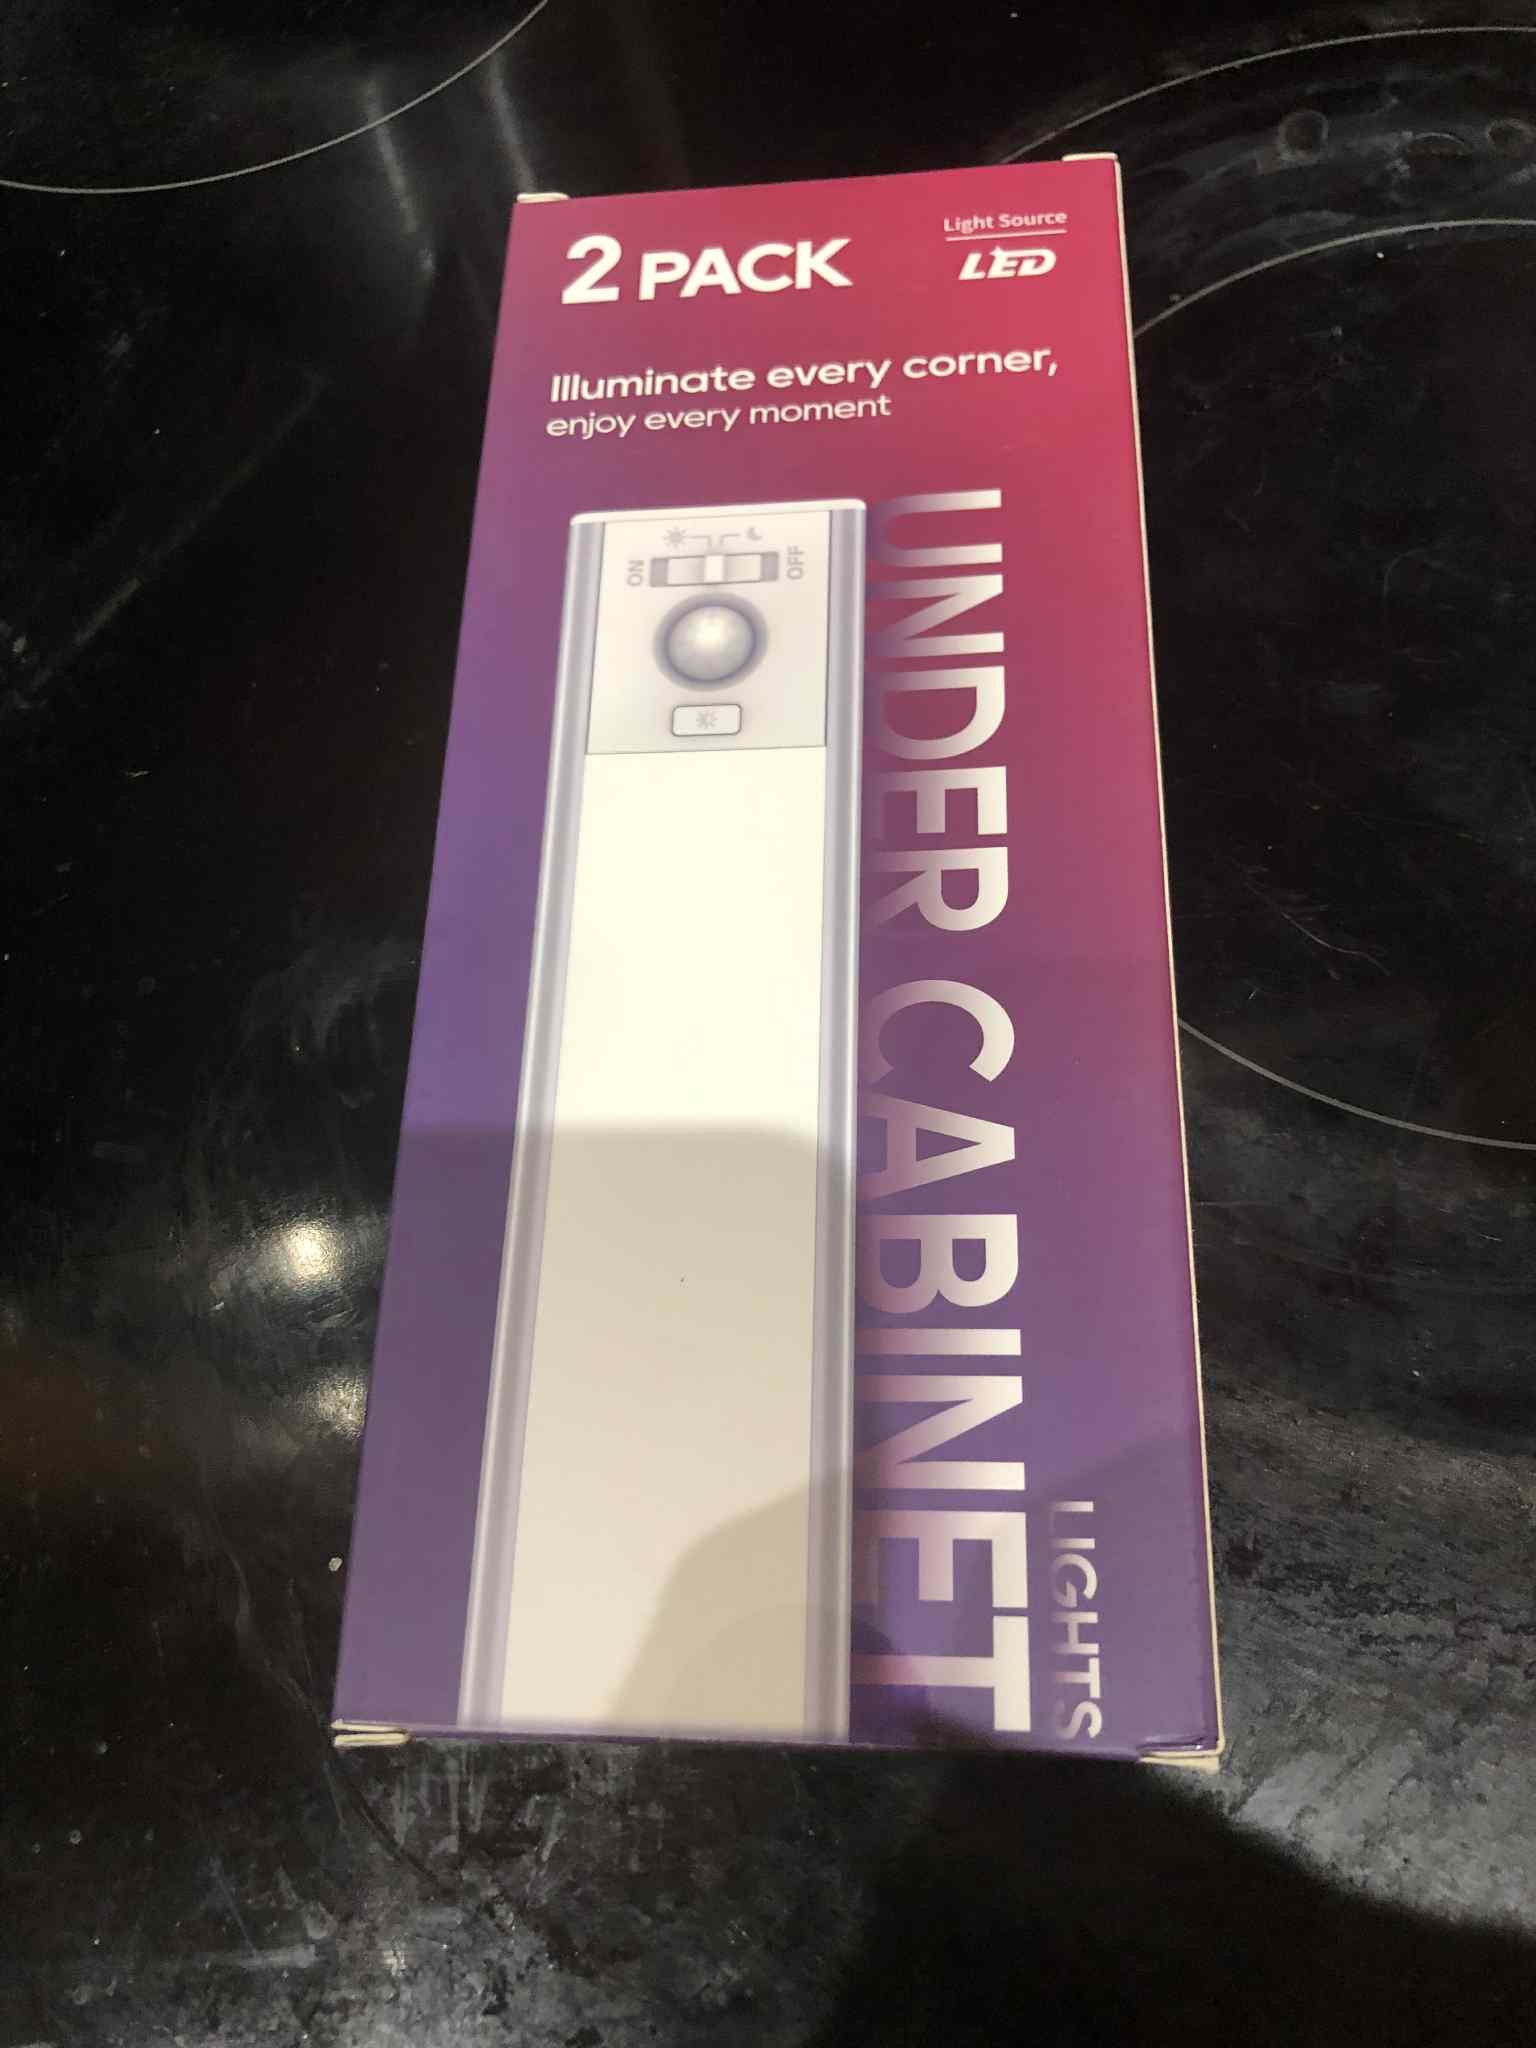 2 PACK
Light Source
LED
Illuminate every corner,
enjoy every moment
ON
OFF
UNDER CABINET
LIGHTS